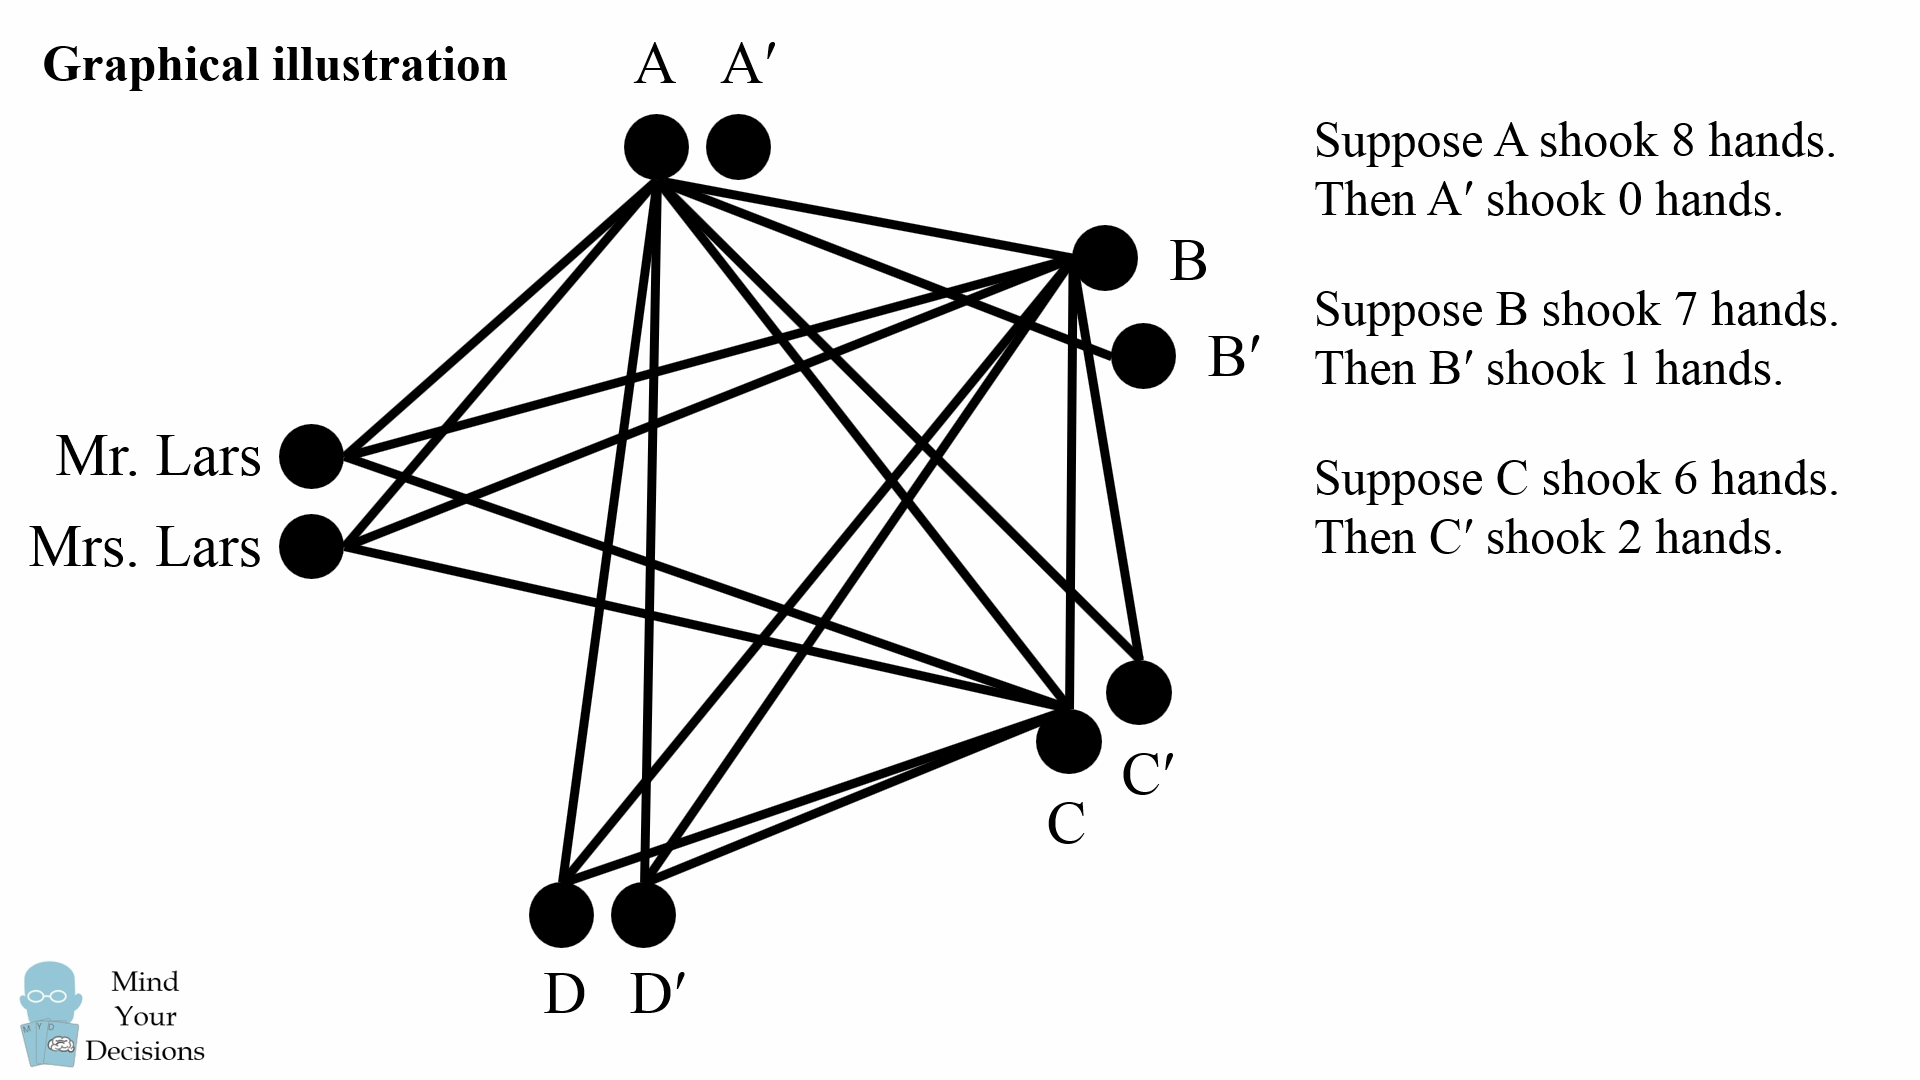 Graphical illustration
A A′
Suppose A shook 8 hands.
Then A′ shook 0 hands.
B
Suppose B shook 7 hands.
B′
Then B′ shook 1 hands.
Mr. Lars
Suppose C shook 6 hands.
Mrs. Lars
Then C′ shook 2 hands.
C′
C
D D′
Mind
Your
Decisions
M Y D